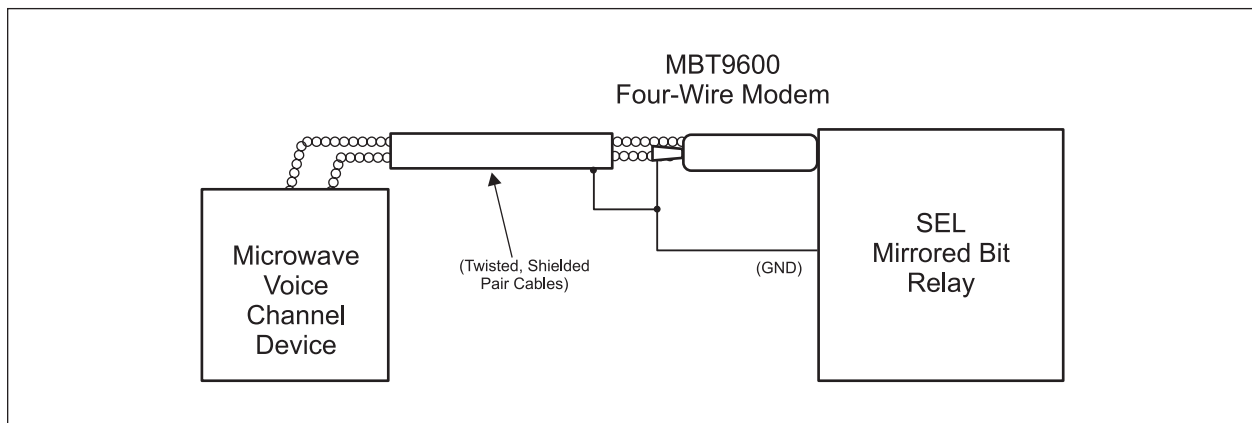 MBT9600
Four-Wire Modem
Microwave
Voice
Channel
Device
(Twisted, Shielded
Pair Cables)
(GND)
SEL
Mirrored Bit
Relay